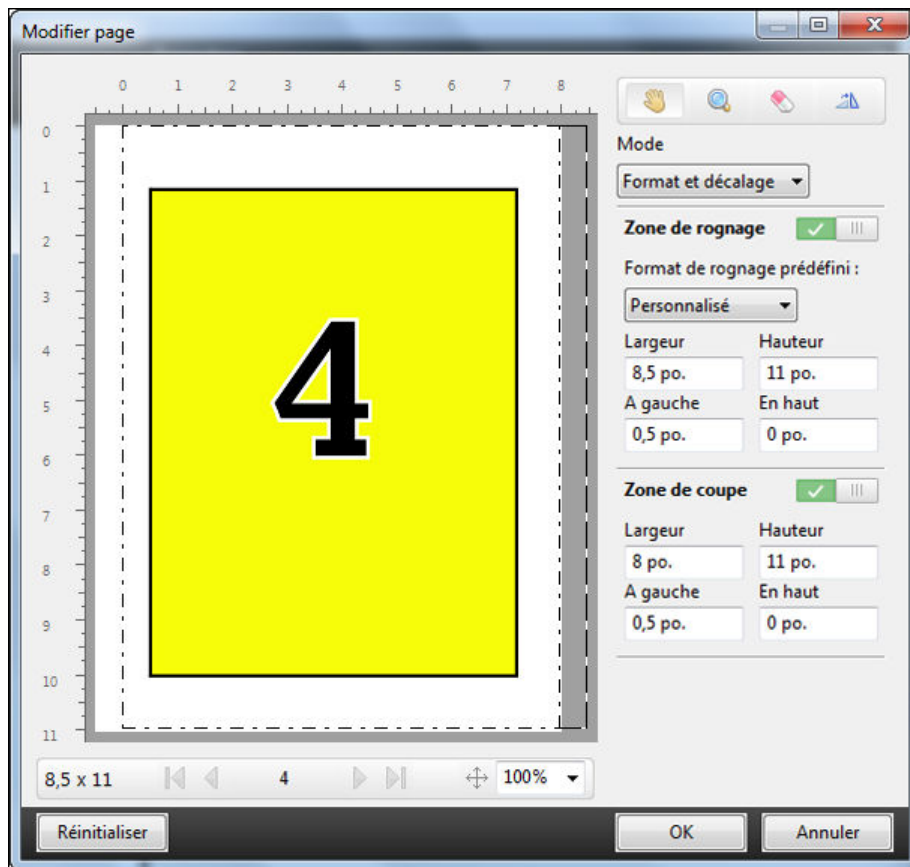 Modifier page
0 1 2 3 4 5 6 7 8
0
1
2
3
4
5
6
7
8
9
10
11
4
Mode
Format et décalage
Zone de rognage
Format de rognage prédéfini :
Personnalisé
Largeur Hauteur
8,5 po. 11 po.
A gauche En haut
0,5 po. 0 po.
Zone de coupe
Largeur Hauteur
8 po. 11 po.
A gauche En haut
0,5 po. 0 po.
8,5 x 11 4 100%
Réinitialiser OK Annuler